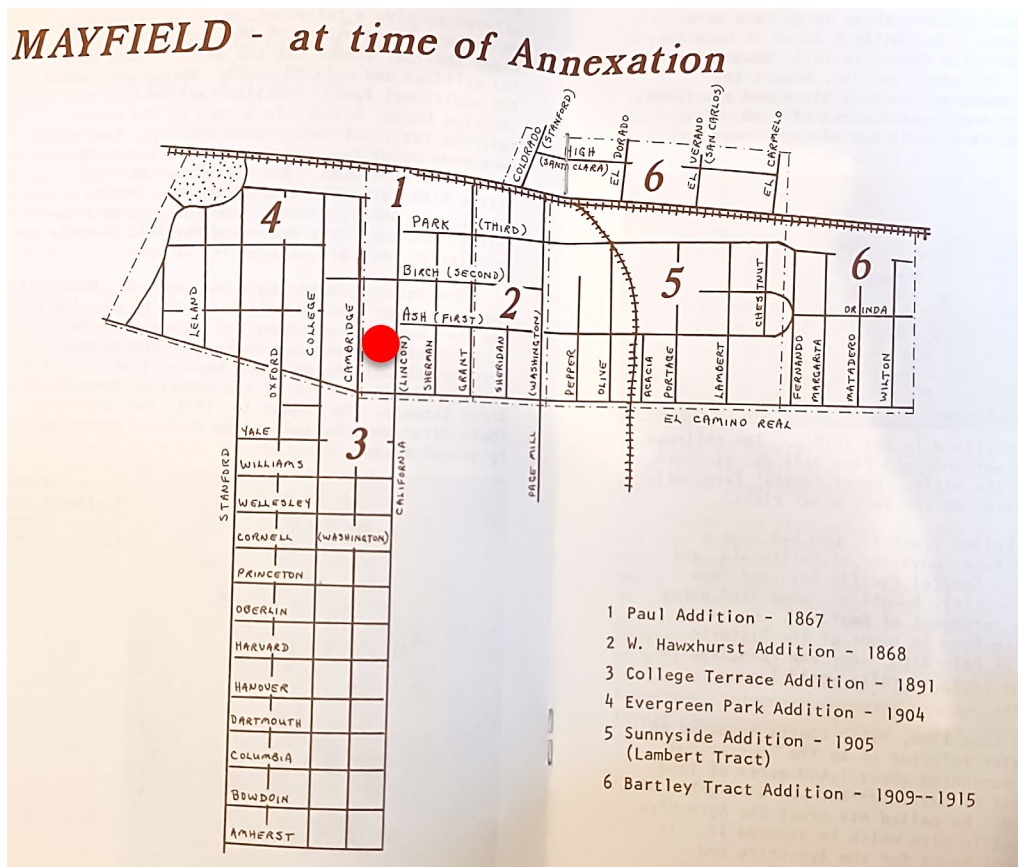 MAYFIELD - at time of Annexation
COLORADO
(STANFORD)
HIGH
(SANTA CLARA)
EL DORADO
6
EL VERANO
(SAN CARLOS)
EL CARMELO
1
4
PARK (THIRD)
BIRCH (SECOND)
2
ASH (FIRST)
5
6
CHESTNUT
ORINDA
LELAND
OXFORD
COLLEGE
CAMBRIDGE
(LINCON)
SHERMAN
GRANT
SHERIDAN
(WASHINGTON)
PEPPER
OLIVE
ACACIA
PORTAGE
LAMBERT
FERNANDO
MARGARITA
MATADERO
WILTON
EL CAMINO REAL
3
STANFORD
CALIFORNIA
PAGE MILL
YALE
WILLIAMS
WELLESLEY
CORNELL
(WASHINGTON)
PRINCETON
OBERLIN
HARVARD
HANOVER
DARTMOUTH
COLUMBIA
BOWDOIN
AMHERST
1 Paul Addition - 1867
2 W. Hawxhurst Addition - 1868
3 College Terrace Addition - 1891
4 Evergreen Park Addition - 1904
5 Sunnyside Addition - 1905
(Lambert Tract)
6 Bartley Tract Addition - 1909--1915